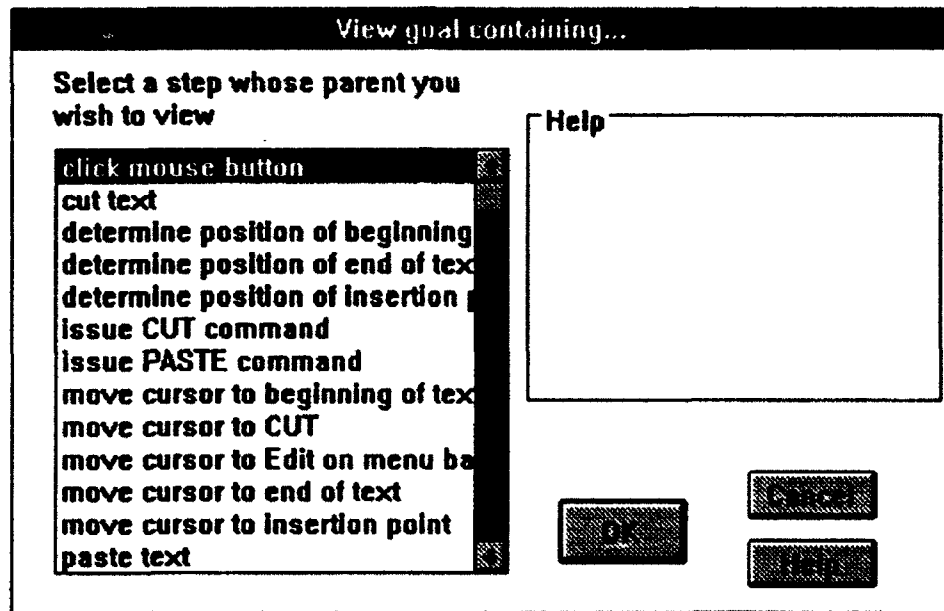 View goal containing...
Select a step whose parent you
wish to view
Help
click mouse button
cut text
determine position of beginning
determine position of end of tex
determine position of insertion p
issue CUT command
issue PASTE command
move cursor to beginning of tex
move cursor to CUT
move cursor to Edit on menu ba
move cursor to end of text
move cursor to insertion point
paste text
OK
Cancel
Help